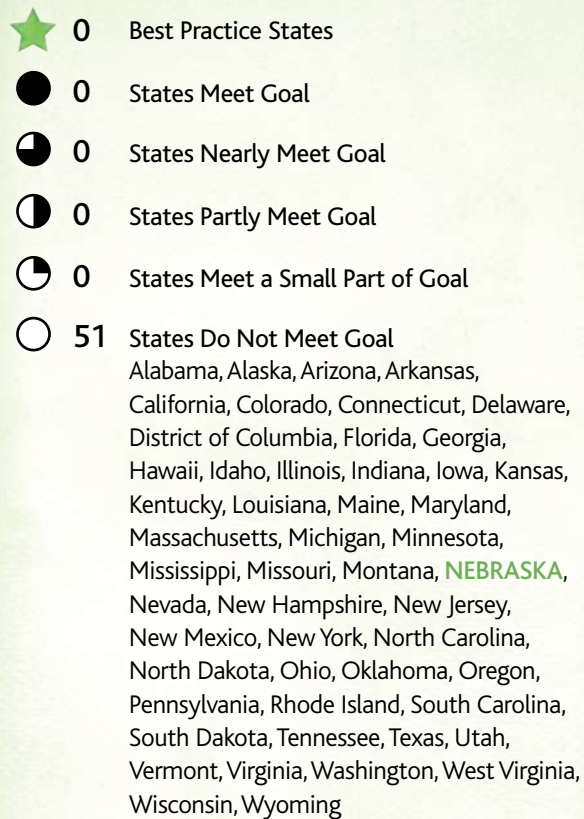 0 Best Practice States
0 States Meet Goal
0 States Nearly Meet Goal
0 States Partly Meet Goal
0 States Meet a Small Part of Goal
51 States Do Not Meet Goal
Alabama, Alaska, Arizona, Arkansas,
California, Colorado, Connecticut, Delaware,
District of Columbia, Florida, Georgia,
Hawaii, Idaho, Illinois, Indiana, Iowa, Kansas,
Kentucky, Louisiana, Maine, Maryland,
Massachusetts, Michigan, Minnesota,
Mississippi, Missouri, Montana, NEBRASKA,
Nevada, New Hampshire, New Jersey,
New Mexico, New York, North Carolina,
North Dakota, Ohio, Oklahoma, Oregon,
Pennsylvania, Rhode Island, South Carolina,
South Dakota, Tennessee, Texas, Utah,
Vermont, Virginia, Washington, West Virginia,
Wisconsin, Wyoming